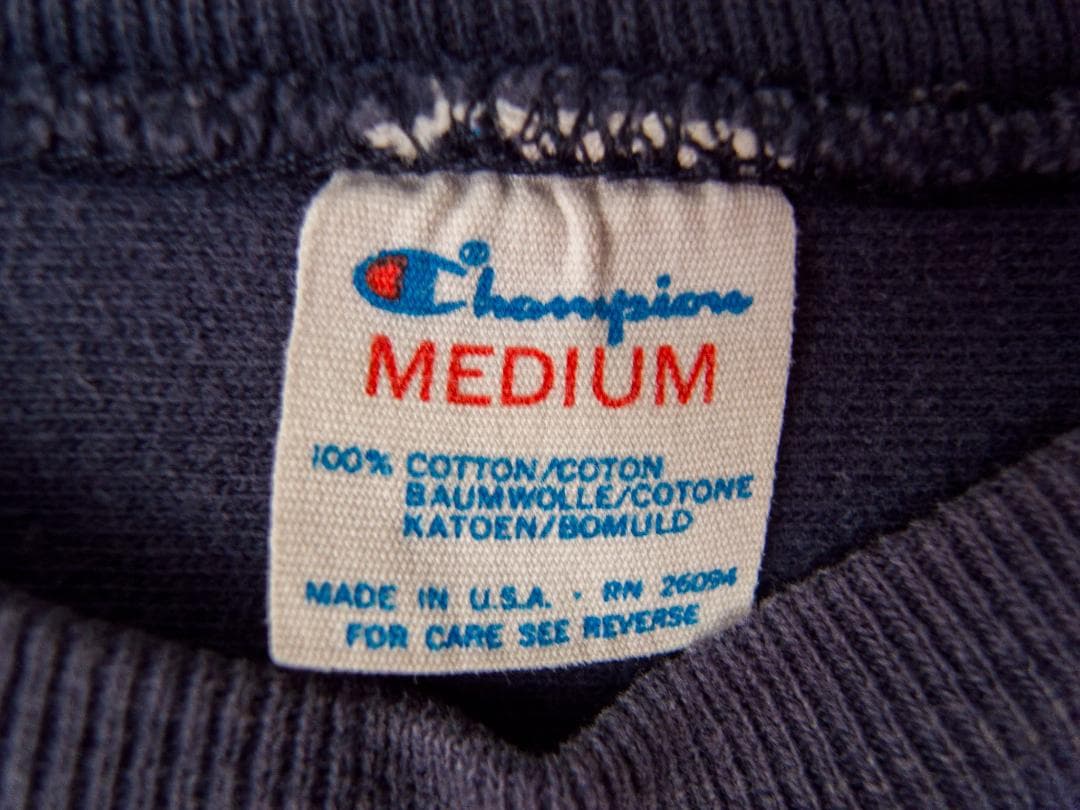 Champion
MEDIUM
100% COTTON/COTON
BAUMWOLLE/COTONE
KATOEN/BOMULD
MADE IN U.S.A. · RN 26094
FOR CARE SEE REVERSE